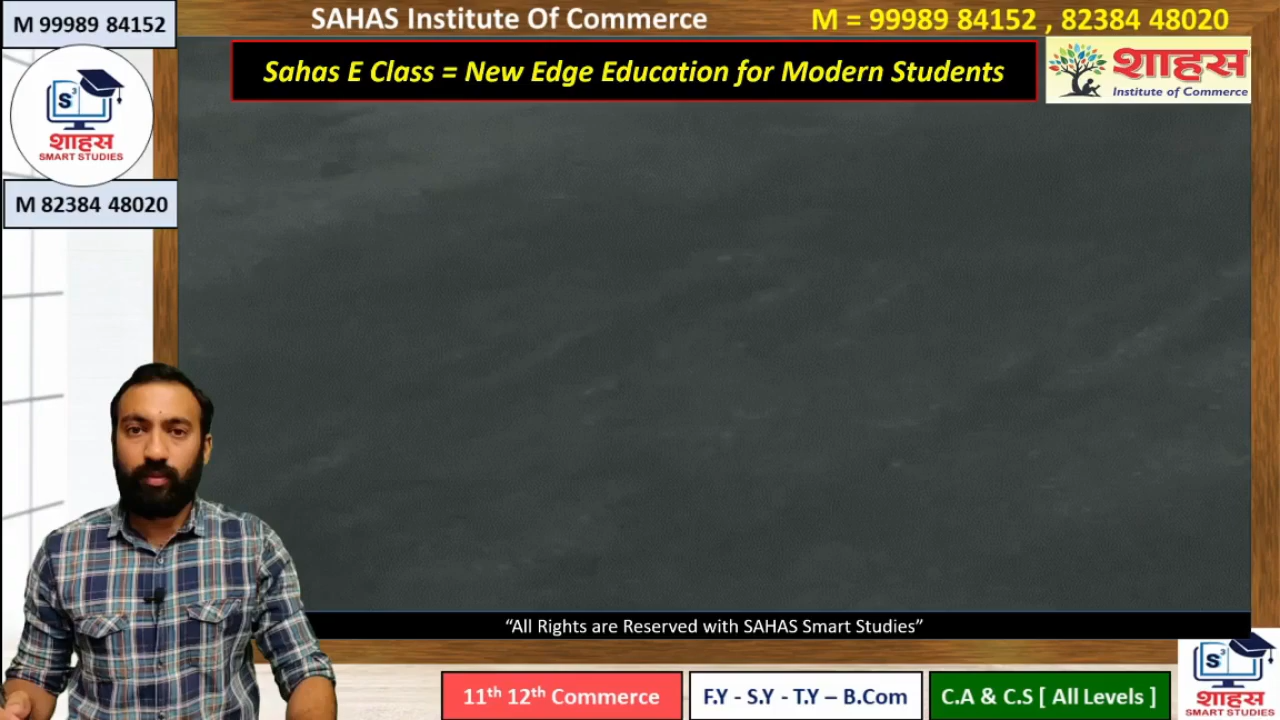 M 99989 84152
SAHAS Institute Of Commerce
M = 99989 84152 , 82384 48020
Sahas E Class = New Edge Education for Modern Students
शाहस
Institute of Commerce
S³
शाहस
SMART STUDIES
M 82384 48020
“All Rights are Reserved with SAHAS Smart Studies”
11th 12th Commerce
F.Y - S.Y - T.Y – B.Com
C.A & C.S [ All Levels ]
S³
शाहस
SMART STUDIES